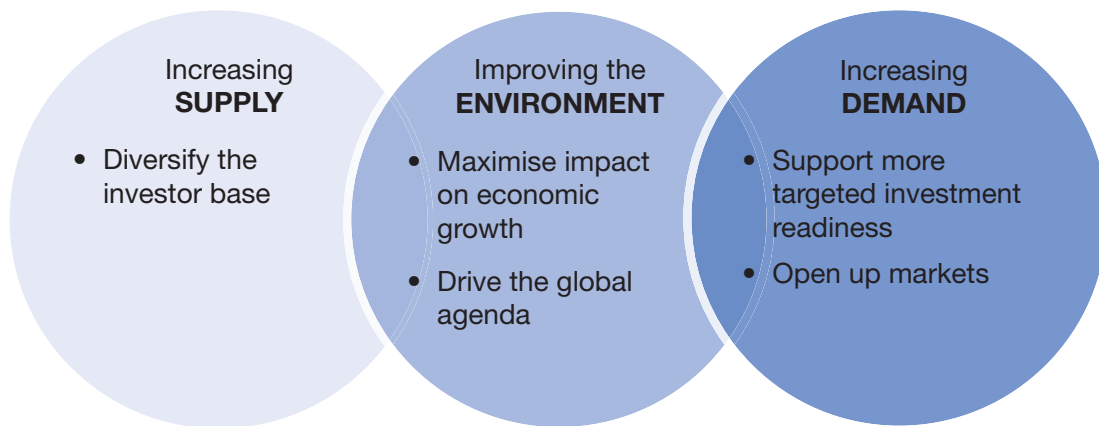 Increasing
SUPPLY
• Diversify the
investor base
Improving the
ENVIRONMENT
• Maximise impact
on economic
growth
• Drive the global
agenda
Increasing
DEMAND
• Support more
targeted investment
readiness
• Open up markets